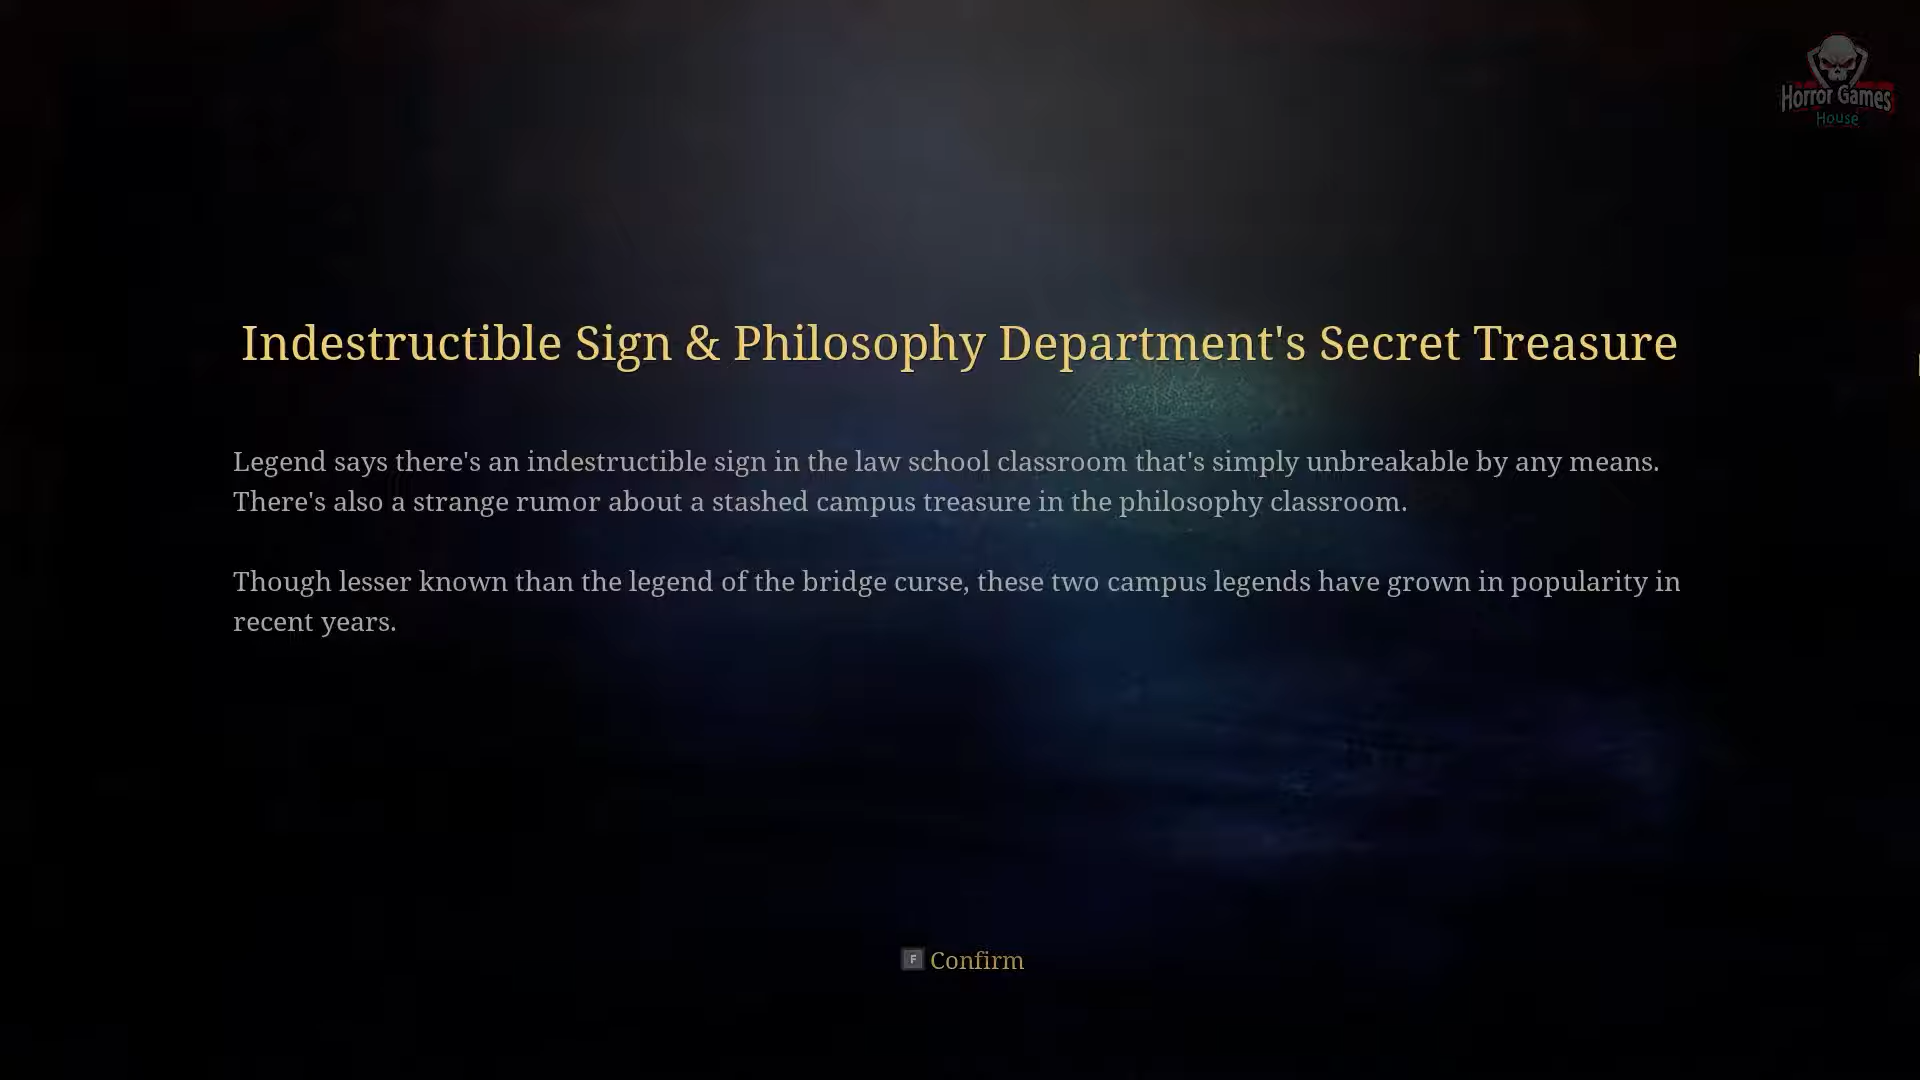 Horror Games
House
Indestructible Sign & Philosophy Department's Secret Treasure
Legend says there's an indestructible sign in the law school classroom that's simply unbreakable by any means.
There's also a strange rumor about a stashed campus treasure in the philosophy classroom.
Though lesser known than the legend of the bridge curse, these two campus legends have grown in popularity in
recent years.
F Confirm